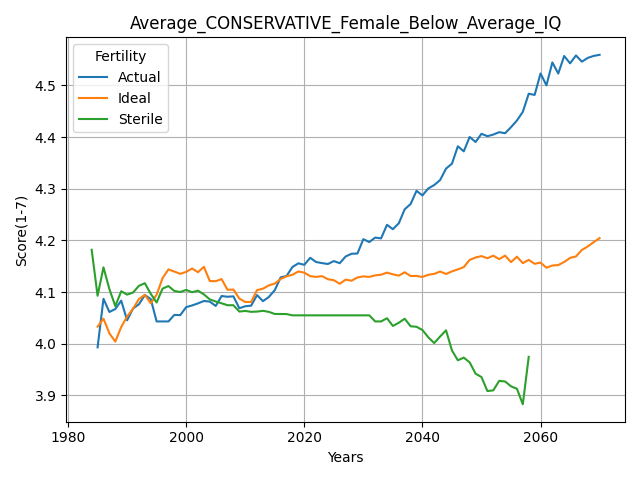 Average_CONSERVATIVE_Female_Below_Average_IQ
Fertility
Actual
Ideal
Sterile
Score(1-7)
4.5
4.4
4.3
4.2
4.1
4.0
3.9
1980
2000
2020
2040
2060
Years